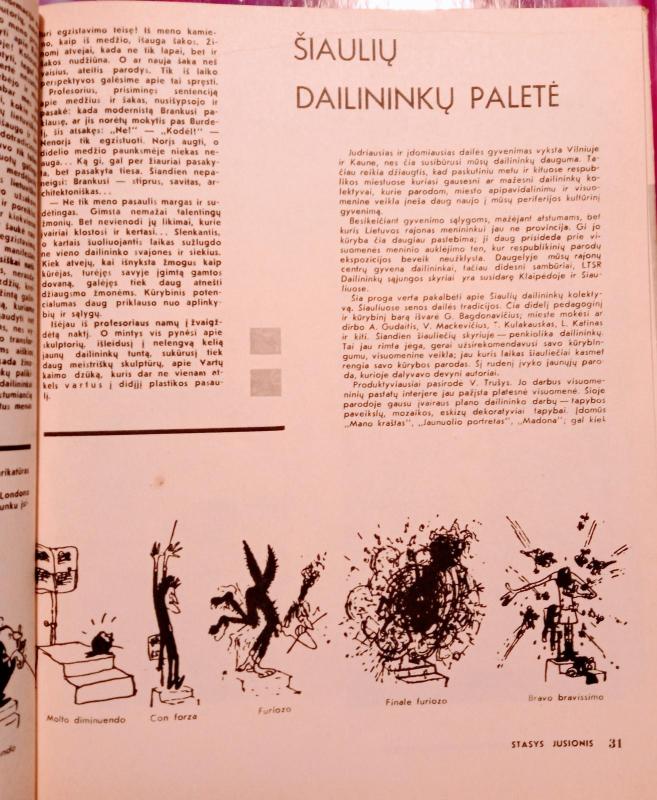 ri egzistavimo teisę! Iš meno kamie-
no, kaip iš medžio, išauga šakos. Ži-
nomi atvejai, kada ne tik lapai, bet ir
šakos nudžiūna. O ar nauja šaka neš
vaisius, ateitis parodys. Tik iš laiko
perspektyvos galėsime apie tai spręsti.
Profesorius, prisiminęs sentenciją
apie medžius ir šakas, nusišypsojo ir
pasakė: kada modernistą Brankusi pa-
klausę, ar jis norėtų mokytis pas Burde-
lį, šis atsakęs: „Ne!" — „Kodėl!" —
Nenoris tik egzistuoti. Noris augti, o
didelio medžio paunksmėje niekas ne-
auga... Ką gi, gal per žiauriai pasaky-
ta, bet pasakyta tiesa. Šiandien nepa-
neigsi: Brankusi — stiprus, savitas, ar-
chitektoniškas...
— Ne tik meno pasaulis margas ir su-
dėtingas. Gimsta nemažai talentingų
žmonių. Bet nevienodi jų likimai, kurie
įvairiai klostosi ir kertasi... Slenkantis,
o kartais šuoliuojantis laikas sužlugdo
ne vieno dailininko svajones ir siekius.
Kiek atvejų, kai išnyksta žmogus kaip
kūrėjas, turėjęs savyje įgimtą gamtos
dovaną, galėjęs tiek daug atnešti
džiaugsmo žmonėms. Kūrybinis poten-
cialumas daug priklauso nuo aplinky-
bių ir sąlygų.
Išėjau iš profesoriaus namų į žvaigž-
dėtą naktį. O mintys vis pynėsi apie
skulptorių, išleidusį į nelengvą kelią
jaunų dailininkų tuntą, sukūrusį tiek
daug meistriškų skulptūrų, apie Vartų
kaimo dzūką, kuris dar ne vienam at-
kels vartus į didįjį plastikos pasau-
lį.
ŠIAULIŲ
DAILININKŲ PALETĖ
Judriausias ir įdomiausias dailės gyvenimas vyksta Vilniuje
ir Kaune, nes čia susibūrusi mūsų dailininkų dauguma. Ta-
čiau reikia džiaugtis, kad paskutiniu metu ir kituose respub-
likos miestuose kuriasi gausesni ar mažesni dailininkų ko-
lektyvai, kurie parodom, miesto apipavidalinimu ir visuo-
menine veikla įneša daug naujo į mūsų periferijos kultūrinį
gyvenimą.
Besikeičiant gyvenimo sąlygoms, mažėjant atstumams, bet
kuris Lietuvos rajonas menininkui jau ne provincija. Gi jo
kūryba čia daugiau pastebima; ji daug prisideda prie vi-
suomenės meninio auklėjimo ten, kur respublikinių parodų
ekspozicijos beveik neužklysta. Daugelyje mūsų rajonų
centrų gyvena dailininkai, tačiau didesni sambūriai, LTSR
Dailininkų sąjungos skyriai yra susidarę Klaipėdoje ir Šiau-
liuose.
Šia proga verta pakalbėti apie Šiaulių dailininkų kolekty-
vą. Šiauliuose senos dailės tradicijos. Čia didelį pedagoginį
ir kūrybinį barą išvarė G. Bagdonavičius; mieste mokėsi ar
dirbo A. Gudaitis, V. Mackevičius, T. Kulakauskas, L. Katinas
ir kiti. Šiandien šiauliečių skyriuje — penkiolika dailininkų.
Tai jau rimta jėga, gerai užsirekomendavusi savo kūrybin-
gumu, visuomenine veikla; jau kuris laikas šiauliečiai kasmet
rengia savo kūrybos parodas. Šį rudenį įvyko jaunųjų paro-
da, kurioje dalyvavo devyni autoriai.
Produktyviausiai pasirodė V. Trušys. Jo darbus visuome-
ninių pastatų interjere jau pažįsta platesnė visuomenė. Šioje
parodoje gausu įvairaus plano dailininko darbų — tapybos
paveikslų, mozaikos, eskizų dekoratyviai tapybai. Įdomūs
„Mano kraštas", „Jaunuolio portretas", „Madona"; gal kiek
Molto diminuendo
Con forza
Furiozo
Finale furiozo
Bravo bravissimo
STASYS JUSIONIS 31